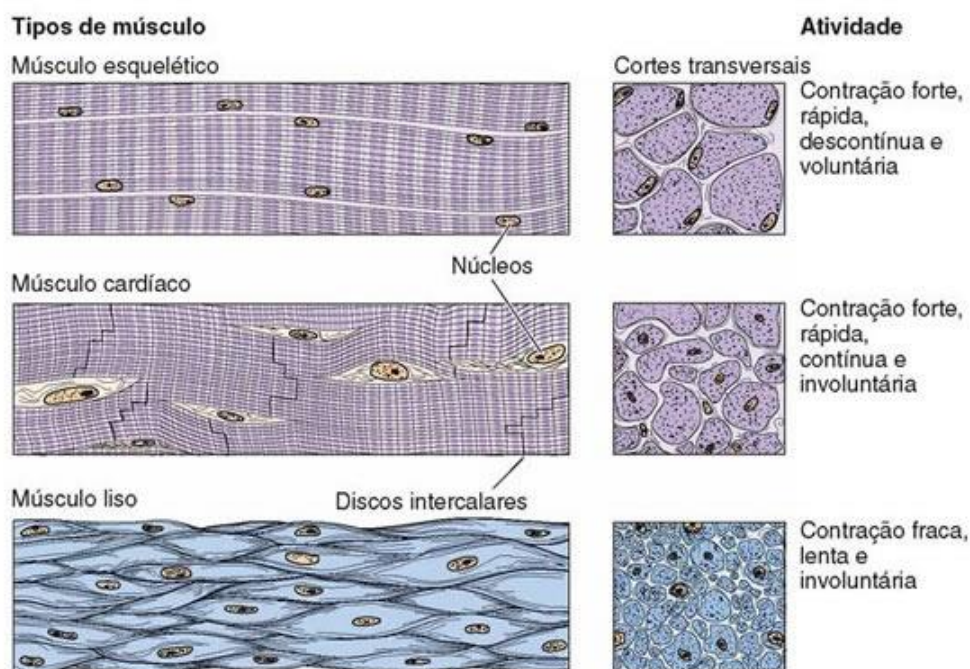 Tipos de músculo
Atividade
Músculo esquelético
Cortes transversais
Contração forte,
rápida,
descontínua e
voluntária
Núcleos
Músculo cardíaco
Contração forte,
rápida,
contínua e
involuntária
Discos intercalares
Músculo liso
Contração fraca,
lenta e
involuntária